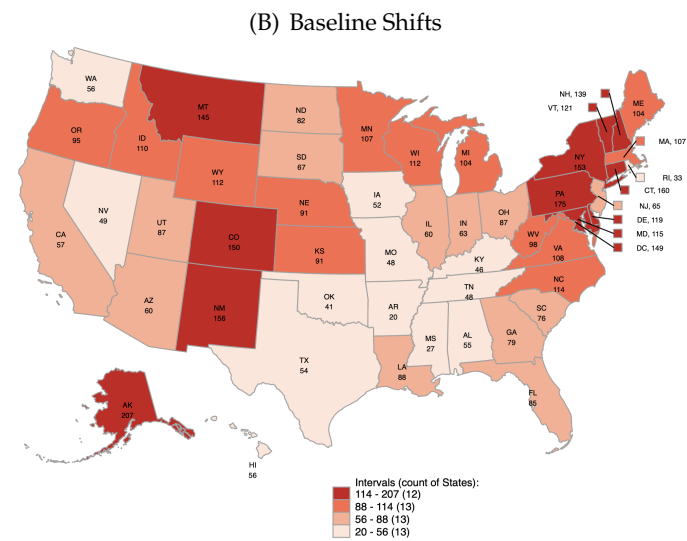 (B) Baseline Shifts
WA
56
OR
95
CA
57
NV
49
ID
110
MT
145
WY
112
UT
87
AZ
60
CO
150
NM
156
ND
82
SD
67
NE
91
KS
91
OK
41
TX
54
MN
107
IA
52
MO
48
AR
20
LA
88
WI
112
IL
60
MI
104
IN
63
OH
87
KY
46
TN
48
MS
27
AL
55
GA
79
FL
85
SC
76
NC
114
VA
108
WV
98
PA
175
NY
153
ME
104
NH, 139
VT, 121
MA, 107
RI, 33
CT, 160
NJ, 65
DE, 119
MD, 115
DC, 149
AK
207
HI
56
Intervals (count of States):
114 - 207 (12)
88 - 114 (13)
56 - 88 (13)
20 - 56 (13)